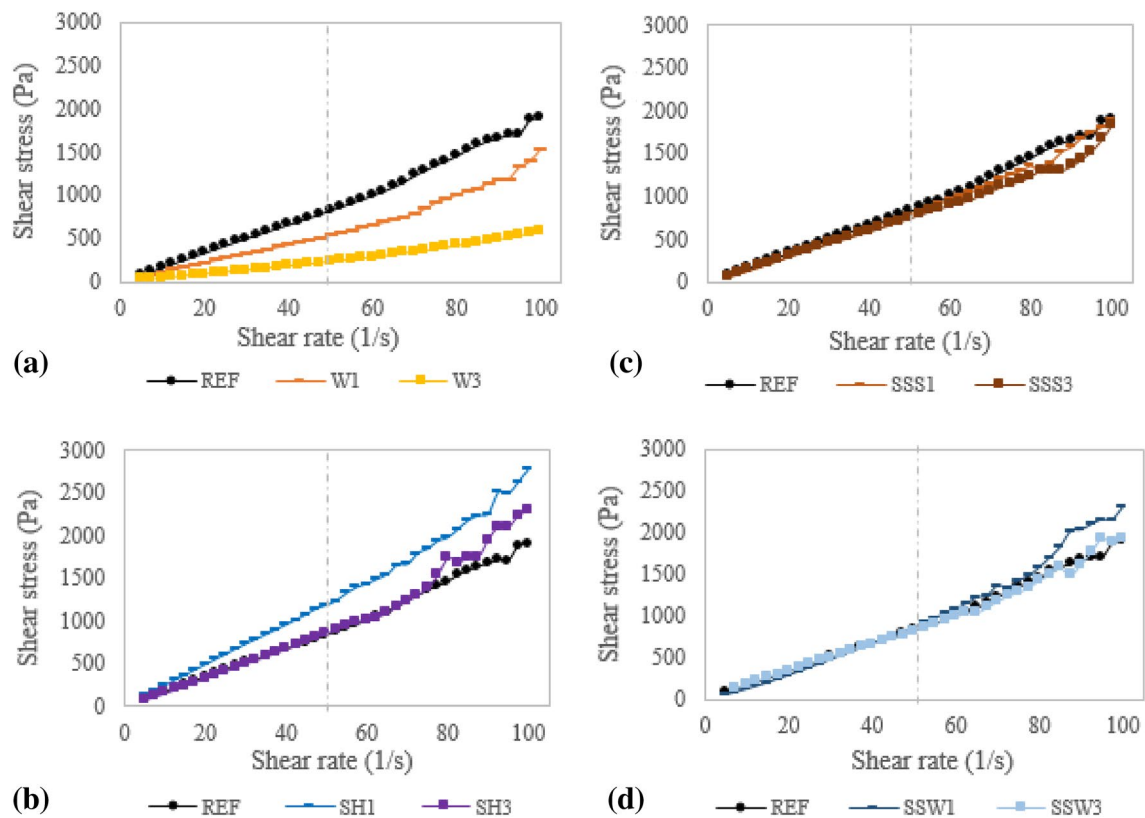 3000
2500
2000
1500
1000
500
0
Shear stress (Pa)
0 20 40 60 80 100
Shear rate (1/s)
(a)
REF W1 W3
3000
2500
2000
1500
1000
500
0
Shear stress (Pa)
0 20 40 60 80 100
Shear rate (1/s)
(c)
REF SSS1 SSS3
3000
2500
2000
1500
1000
500
0
Shear stress (Pa)
0 20 40 60 80 100
Shear rate (1/s)
(b)
REF SH1 SH3
3000
2500
2000
1500
1000
500
0
Shear stress (Pa)
0 20 40 60 80 100
Shear rate (1/s)
(d)
REF SSW1 SSW3